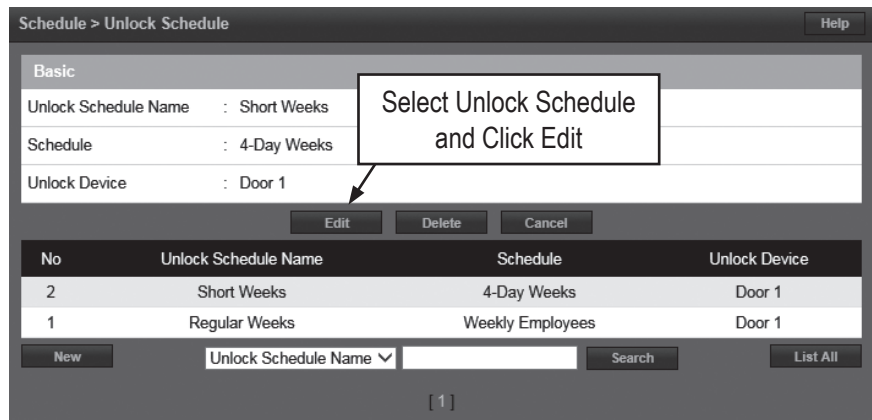 Schedule > Unlock Schedule Help
Basic
Unlock Schedule Name : Short Weeks
Schedule : 4-Day Weeks
Unlock Device : Door 1
Select Unlock Schedule
and Click Edit
Edit Delete Cancel
No Unlock Schedule Name Schedule Unlock Device
2 Short Weeks 4-Day Weeks Door 1
1 Regular Weeks Weekly Employees Door 1
New Unlock Schedule Name Search List All
[ 1 ]